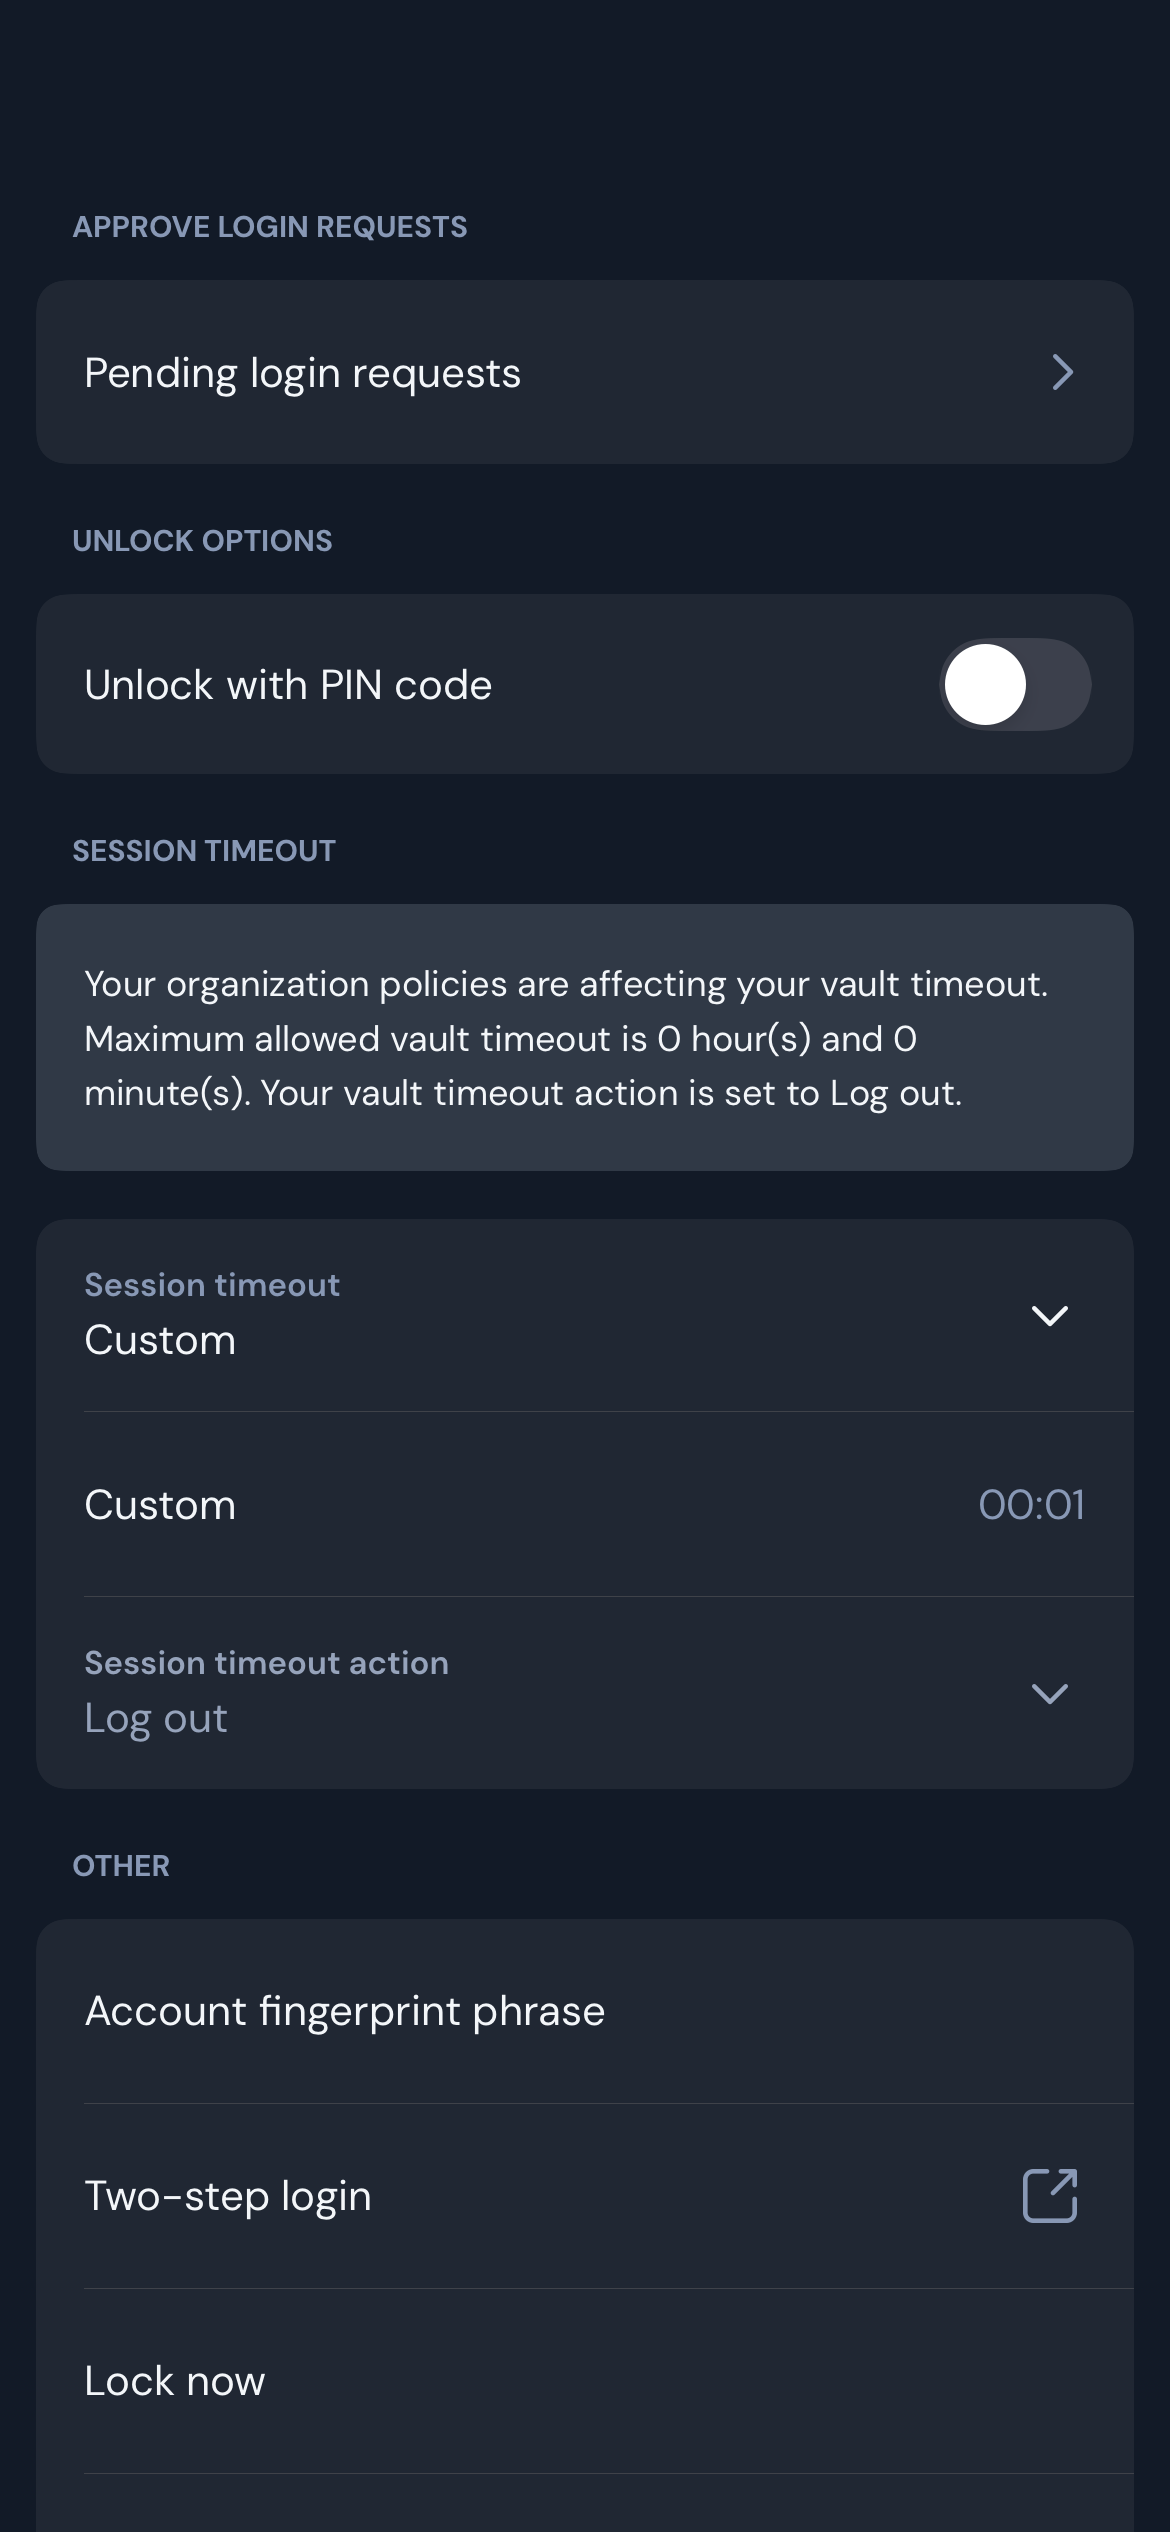 APPROVE LOGIN REQUESTS
Pending login requests
UNLOCK OPTIONS
Unlock with PIN code
SESSION TIMEOUT
Your organization policies are affecting your vault timeout.
Maximum allowed vault timeout is 0 hour(s) and 0
minute(s). Your vault timeout action is set to Log out.
Session timeout
Custom
Custom 00:01
Session timeout action
Log out
OTHER
Account fingerprint phrase
Two-step login
Lock now